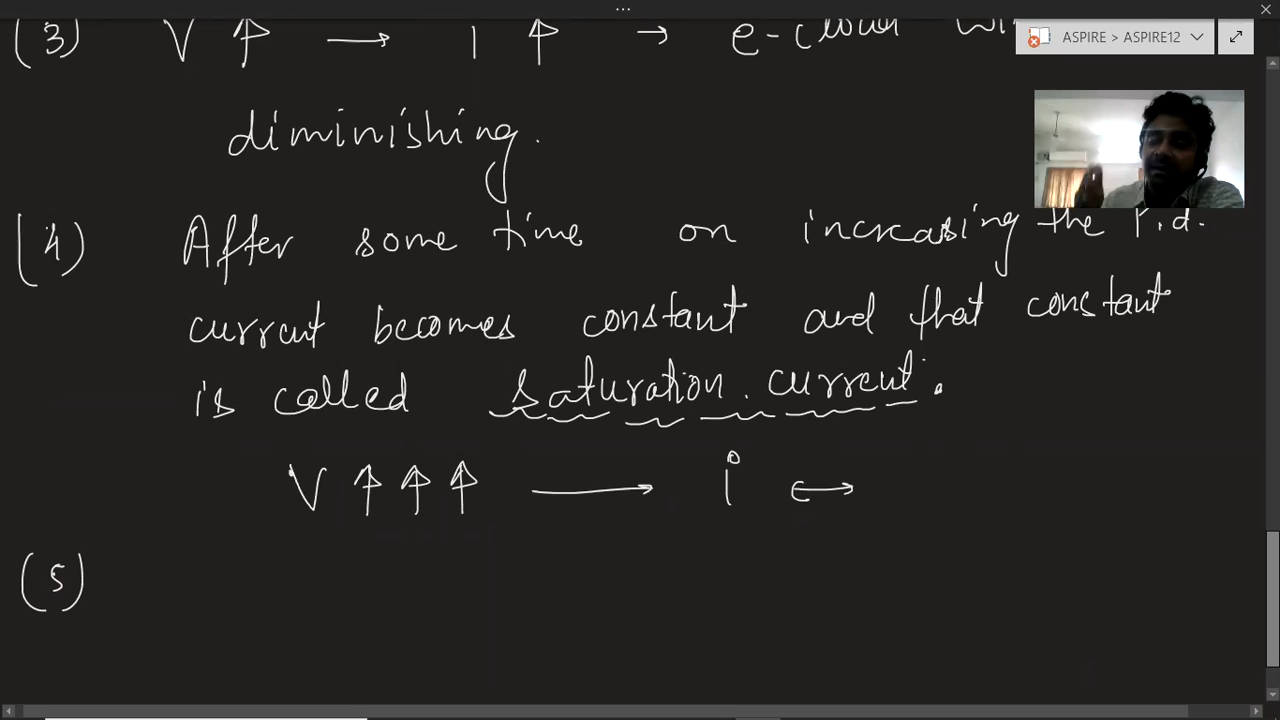 (3) V ↑ → i ↑ → e-cloud
ASPIRE > ASPIRE12
diminishing.
(4) After some time on increasing the P.d.
current becomes constant and that constant
is called saturation current.
V ↑ ↑ ↑ → i ↔
(5)